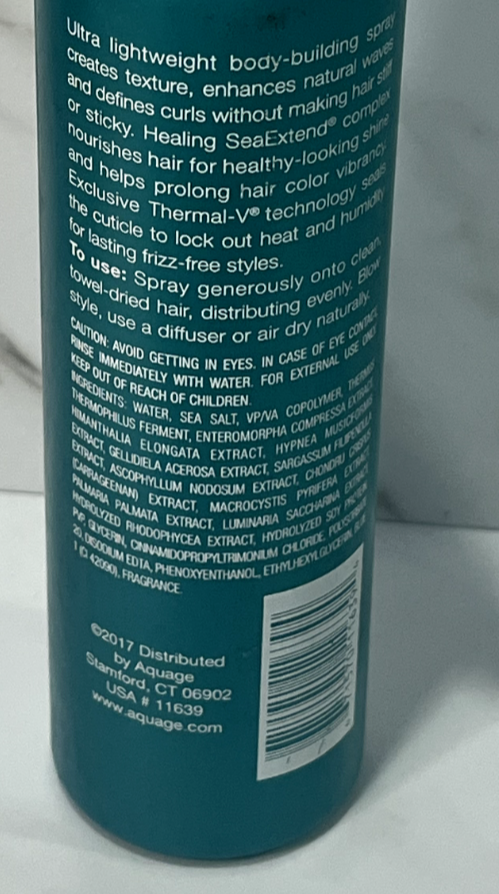 Ultra lightweight body-building spray
creates texture, enhances natural waves
and defines curls without making hair stiff
or sticky. Healing SeaExtend® complex
nourishes hair for healthy-looking shine
and helps prolong hair color vibrancy.
Exclusive Thermal-V® technology seals
the cuticle to lock out heat and humidity
for lasting frizz-free styles.
To use: Spray generously onto clean,
towel-dried hair, distributing evenly. Blow
style, use a diffuser or air dry naturally.
CAUTION: AVOID GETTING IN EYES. IN CASE OF EYE CONTACT,
RINSE IMMEDIATELY WITH WATER. FOR EXTERNAL USE ONLY.
KEEP OUT OF REACH OF CHILDREN.
INGREDIENTS: WATER, SEA SALT, VP/VA COPOLYMER, THERMUS
THERMOPHILUS FERMENT, ENTEROMORPHA COMPRESSA EXTRACT,
HIMANTHALIA ELONGATA EXTRACT, HYPNEA MUSCIFORMIS
EXTRACT, GELLIDIELA ACEROSA EXTRACT, SARGASSUM FILIPENDULA
EXTRACT, ASCOPHYLLUM NODOSUM EXTRACT, CHONDRUS CRISPUS
(CARRAGEENAN) EXTRACT, MACROCYSTIS PYRIFERA EXTRACT,
PALMARIA PALMATA EXTRACT, LUMINARIA SACCHARINA EXTRACT,
HYDROLYZED RHODOPHYCEA EXTRACT, HYDROLYZED SOY PROTEIN,
PVP, GLYCERIN, CINNAMIDOPROPYLTRIMONIUM CHLORIDE, POLYSORBATE
20, DISODIUM EDTA, PHENOXYETHANOL, ETHYLHEXYLGLYCERIN, BLUE
1 (CI 42090), FRAGRANCE.
©2017 Distributed
by Aquage
Stamford, CT 06902
USA # 11639
www.aquage.com